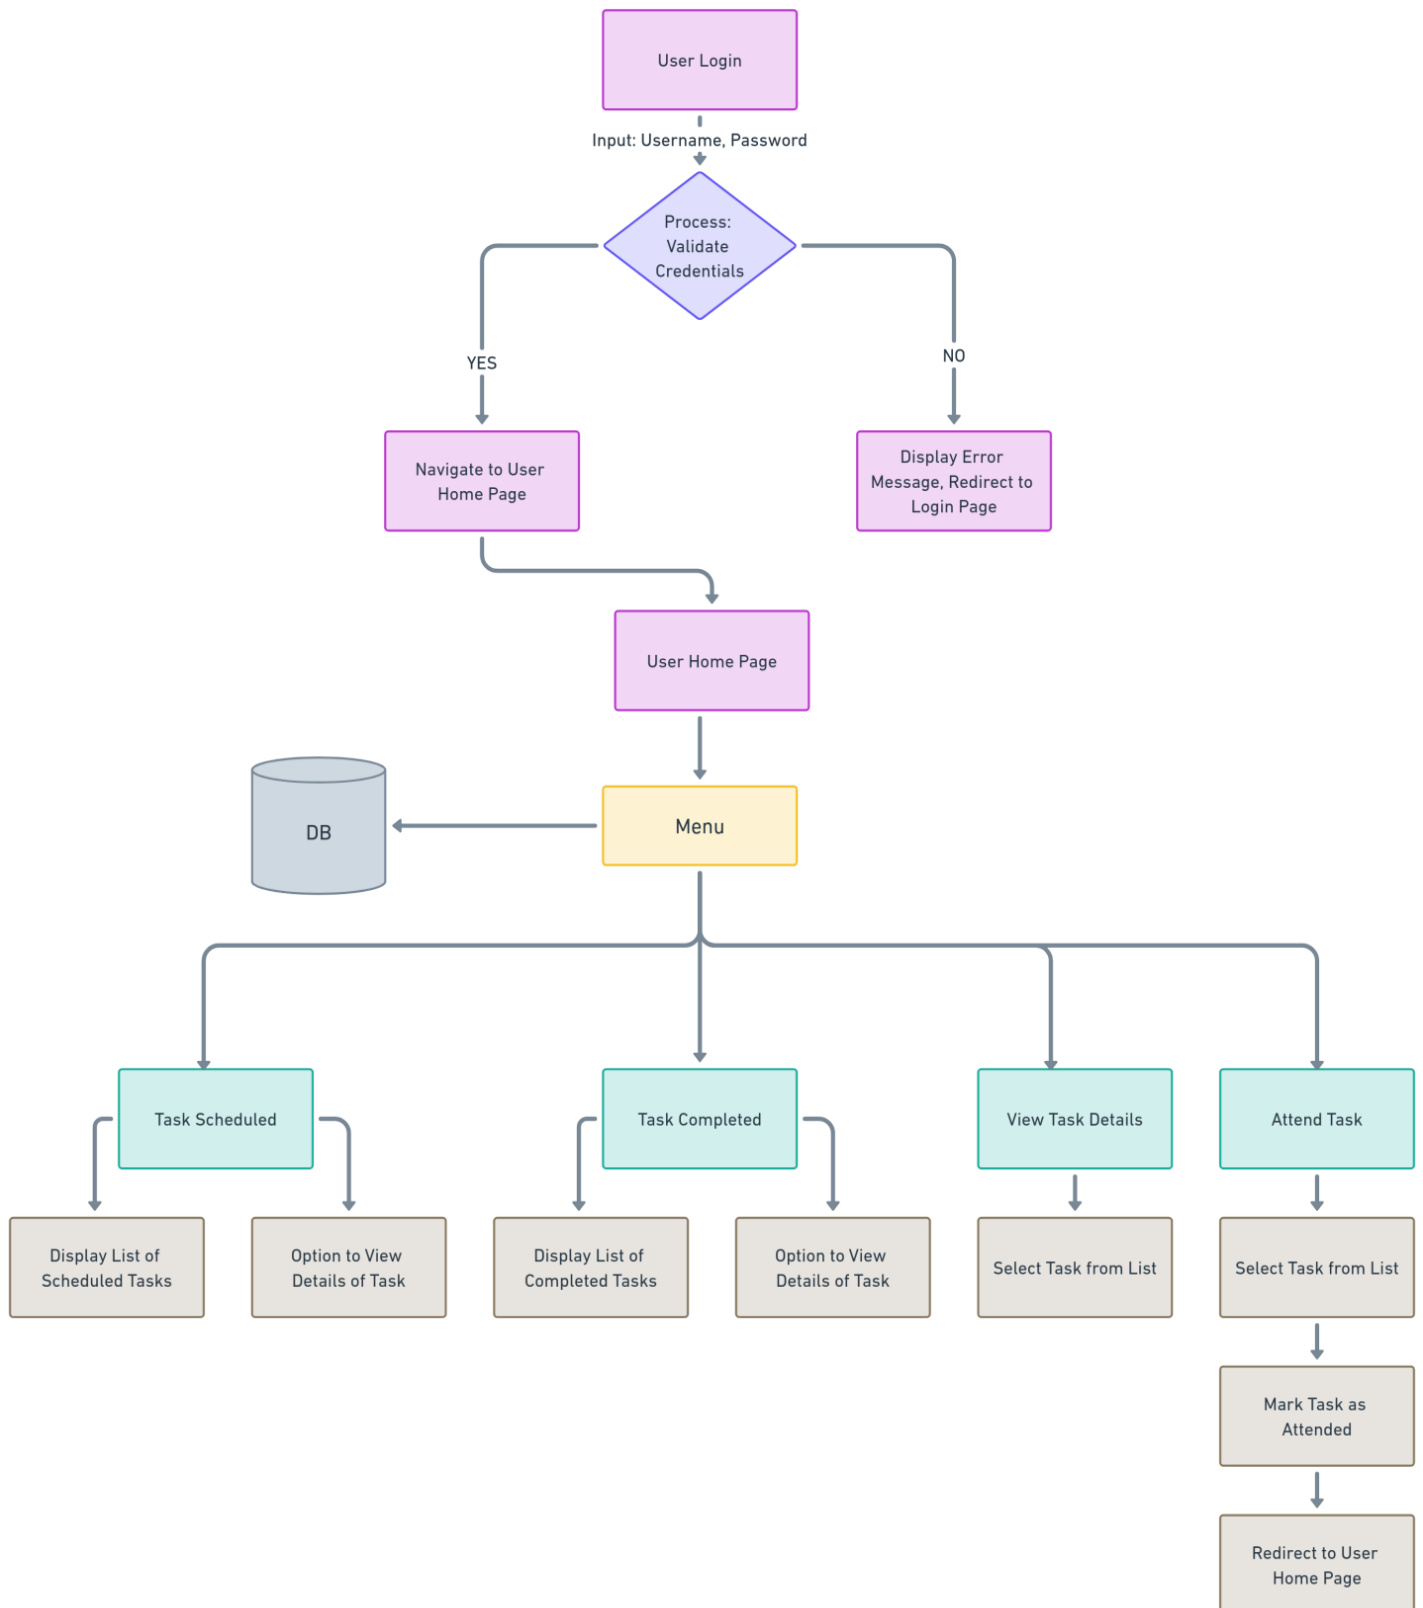 User Login
Input: Username, Password
Process:
Validate
Credentials
YES
NO
Navigate to User
Home Page
Display Error
Message, Redirect to
Login Page
User Home Page
DB
Menu
Task Scheduled
Task Completed
View Task Details
Attend Task
Display List of
Scheduled Tasks
Option to View
Details of Task
Display List of
Completed Tasks
Option to View
Details of Task
Select Task from List
Select Task from List
Mark Task as
Attended
Redirect to User
Home Page